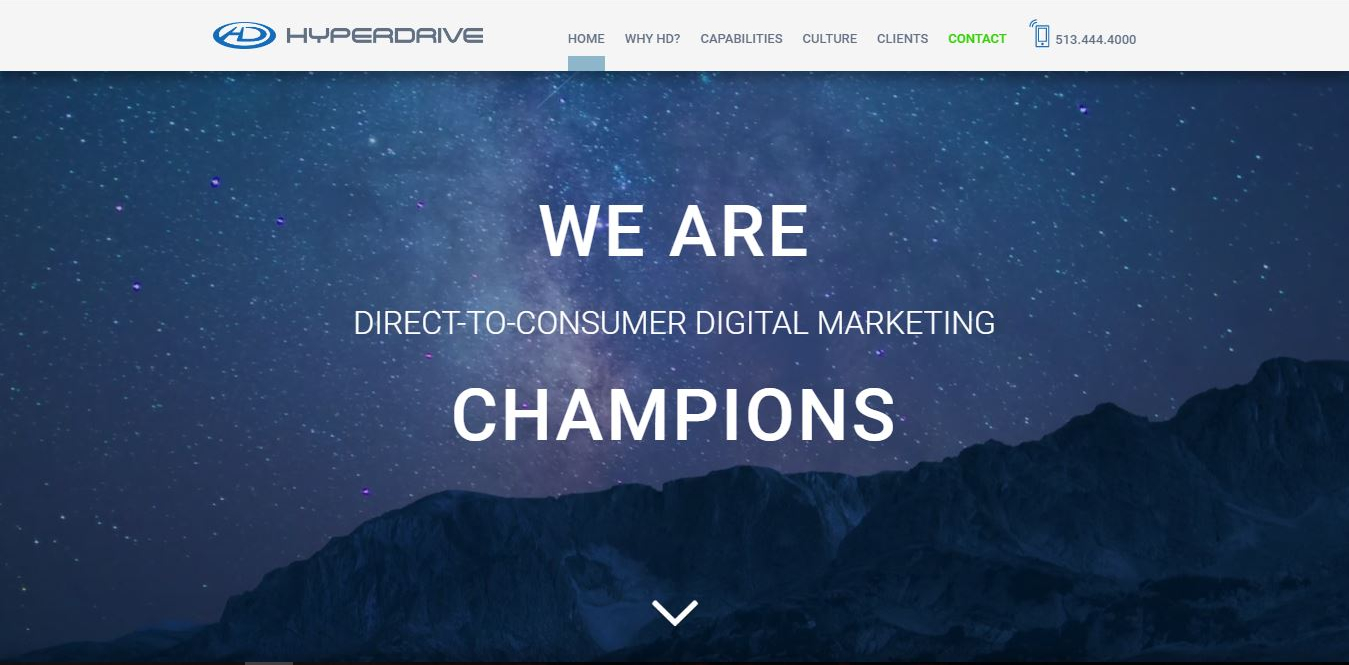 HD HYPERDRIVE
HOME WHY HD? CAPABILITIES CULTURE CLIENTS CONTACT 513.444.4000
WE ARE
DIRECT-TO-CONSUMER DIGITAL MARKETING
CHAMPIONS